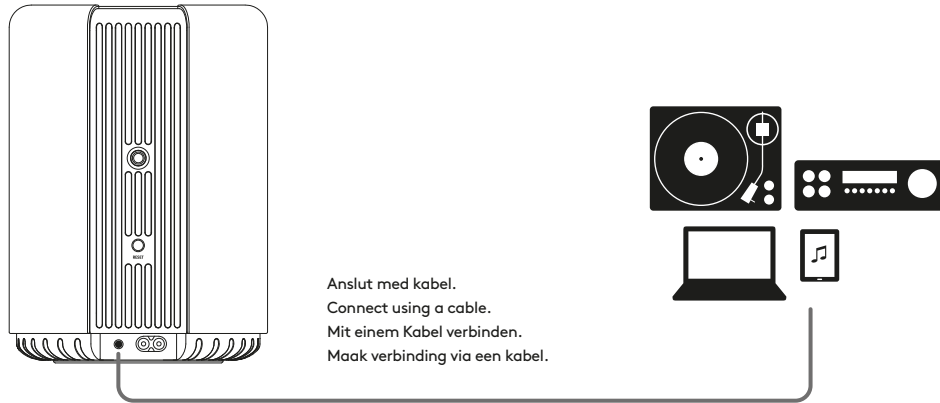 RESET
Anslut med kabel.
Connect using a cable.
Mit einem Kabel verbinden.
Maak verbinding via een kabel.